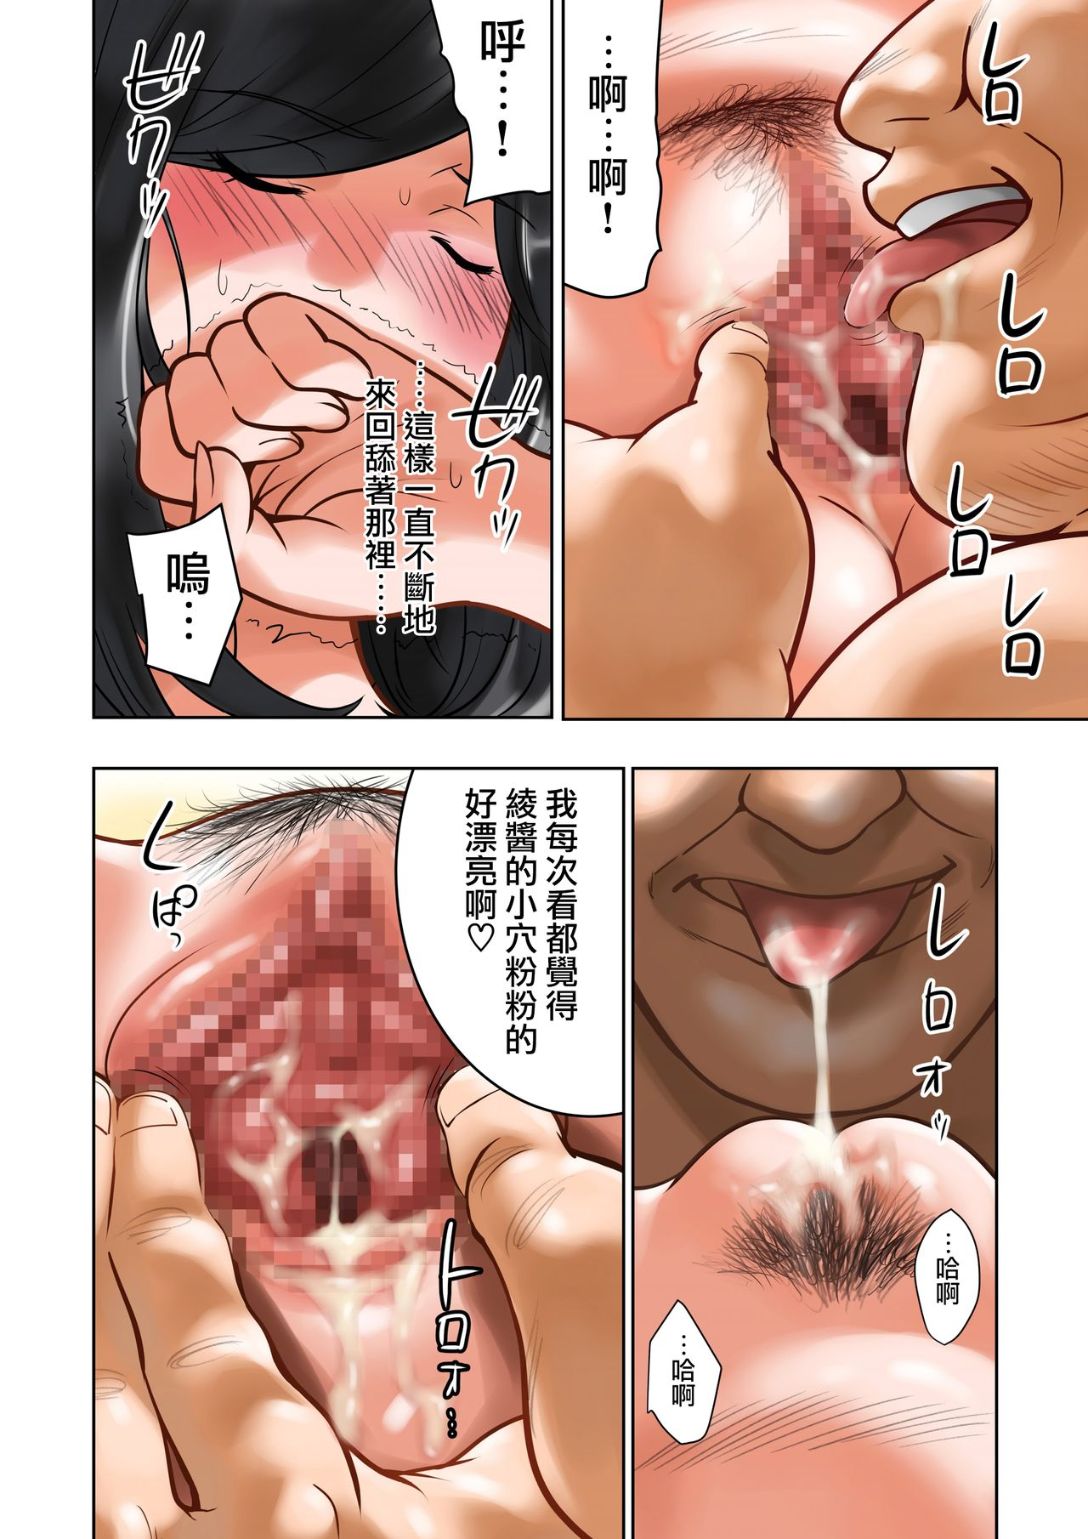 …啊…啊！
レロ
レロ
レロ
レロ
呼……！
ゼクッ
……這樣一直不斷地
來回舔著那裡……
ゼクッ
嗚…
レロォッ
…哈啊
…哈啊
我每次看都覺得
綾醬的小穴粉粉的
好漂亮啊♡
くぱっ
トロォ…